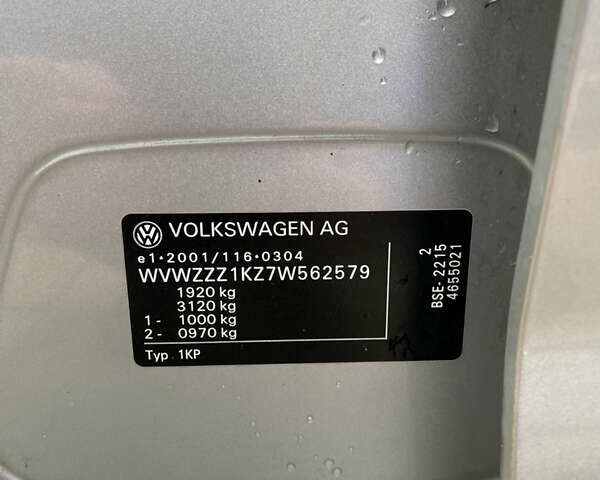 VOLKSWAGEN AG
e1•2001/116•0304
WVWZZZ1KZ7W562579
1920 kg
3120 kg
1 - 1000 kg
2 - 0970 kg
Typ 1KP
2
BSE- 2215
4655021